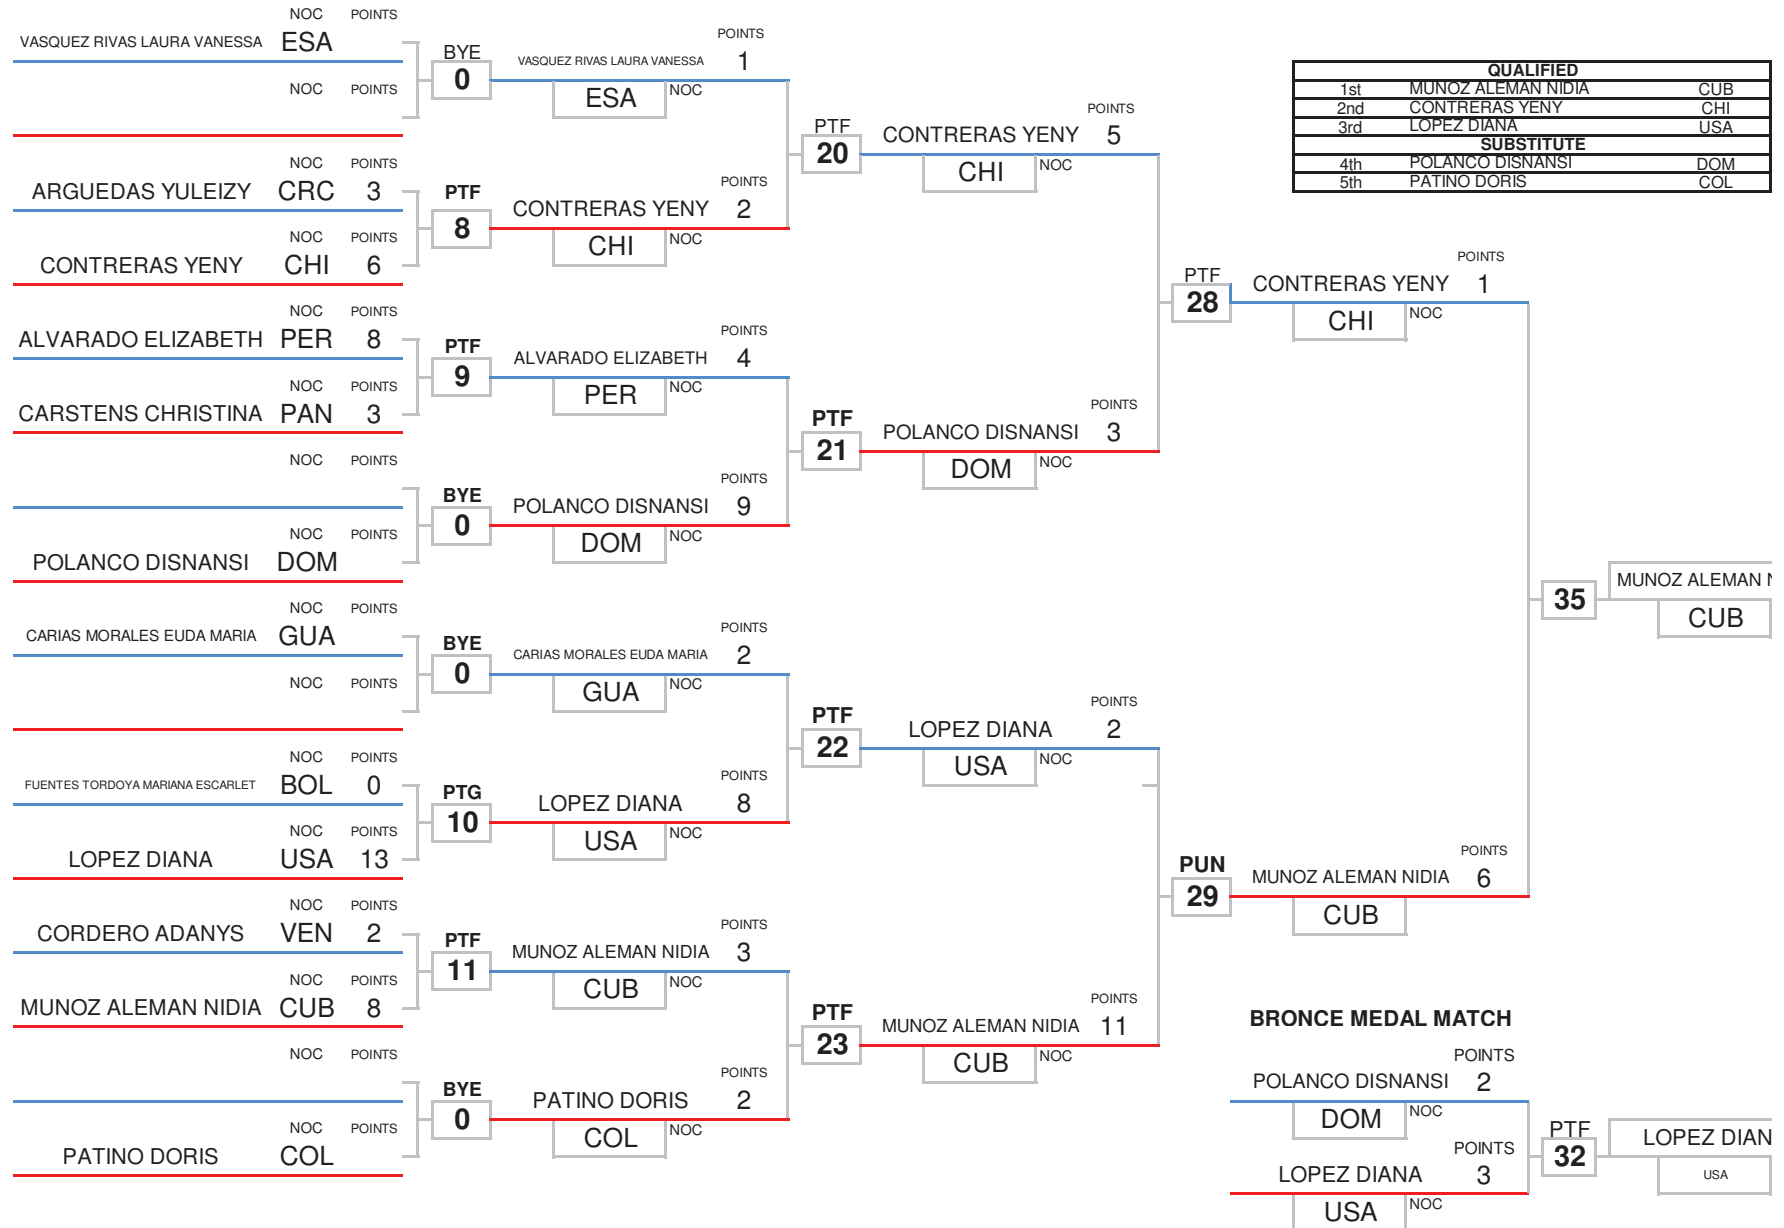 NOC POINTS
VASQUEZ RIVAS LAURA VANESSA ESA
NOC POINTS
BYE
0
NOC POINTS
ARGUEDAS YULEIZY CRC 3
NOC POINTS
CONTRERAS YENY CHI 6
PTF
8
NOC POINTS
ALVARADO ELIZABETH PER 8
NOC POINTS
CARSTENS CHRISTINA PAN 3
PTF
9
NOC POINTS
NOC POINTS
POLANCO DISNANSI DOM
BYE
0
NOC POINTS
CARIAS MORALES EUDA MARIA GUA
NOC POINTS
BYE
0
NOC POINTS
FUENTES TORDOYA MARIANA ESCARLET BOL 0
NOC POINTS
LOPEZ DIANA USA 13
PTG
10
NOC POINTS
CORDERO ADANYS VEN 2
NOC POINTS
MUNOZ ALEMAN NIDIA CUB 8
PTF
11
NOC POINTS
NOC POINTS
PATINO DORIS COL
BYE
0
POINTS
VASQUEZ RIVAS LAURA VANESSA 1
ESA NOC
POINTS
CONTRERAS YENY 2
CHI NOC
PTF
20
POINTS
ALVARADO ELIZABETH 4
PER NOC
POINTS
POLANCO DISNANSI 9
DOM NOC
PTF
21
POINTS
CARIAS MORALES EUDA MARIA 2
GUA NOC
POINTS
LOPEZ DIANA 8
USA NOC
PTF
22
POINTS
MUNOZ ALEMAN NIDIA 3
CUB NOC
POINTS
PATINO DORIS 2
COL NOC
PTF
23
POINTS
CONTRERAS YENY 5
CHI NOC
POINTS
POLANCO DISNANSI 3
DOM NOC
PTF
28
POINTS
LOPEZ DIANA 2
USA NOC
POINTS
MUNOZ ALEMAN NIDIA 11
CUB NOC
PUN
29
QUALIFIED
1st MUNOZ ALEMAN NIDIA CUB
2nd CONTRERAS YENY CHI
3rd LOPEZ DIANA USA
SUBSTITUTE
4th POLANCO DISNANSI DOM
5th PATINO DORIS COL
POINTS
CONTRERAS YENY 1
CHI NOC
POINTS
MUNOZ ALEMAN NIDIA 6
CUB
35
MUNOZ ALEMAN N
CUB
BRONCE MEDAL MATCH
POINTS
POLANCO DISNANSI 2
DOM NOC
POINTS
LOPEZ DIANA 3
USA NOC
PTF
32
LOPEZ DIAN
USA